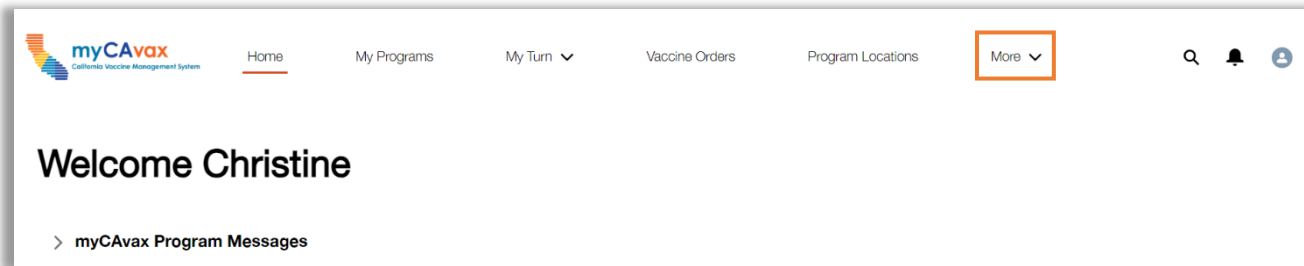 myCAvax
California Vaccine Management System
Home
My Programs
My Turn
Vaccine Orders
Program Locations
More
Welcome Christine
myCAvax Program Messages